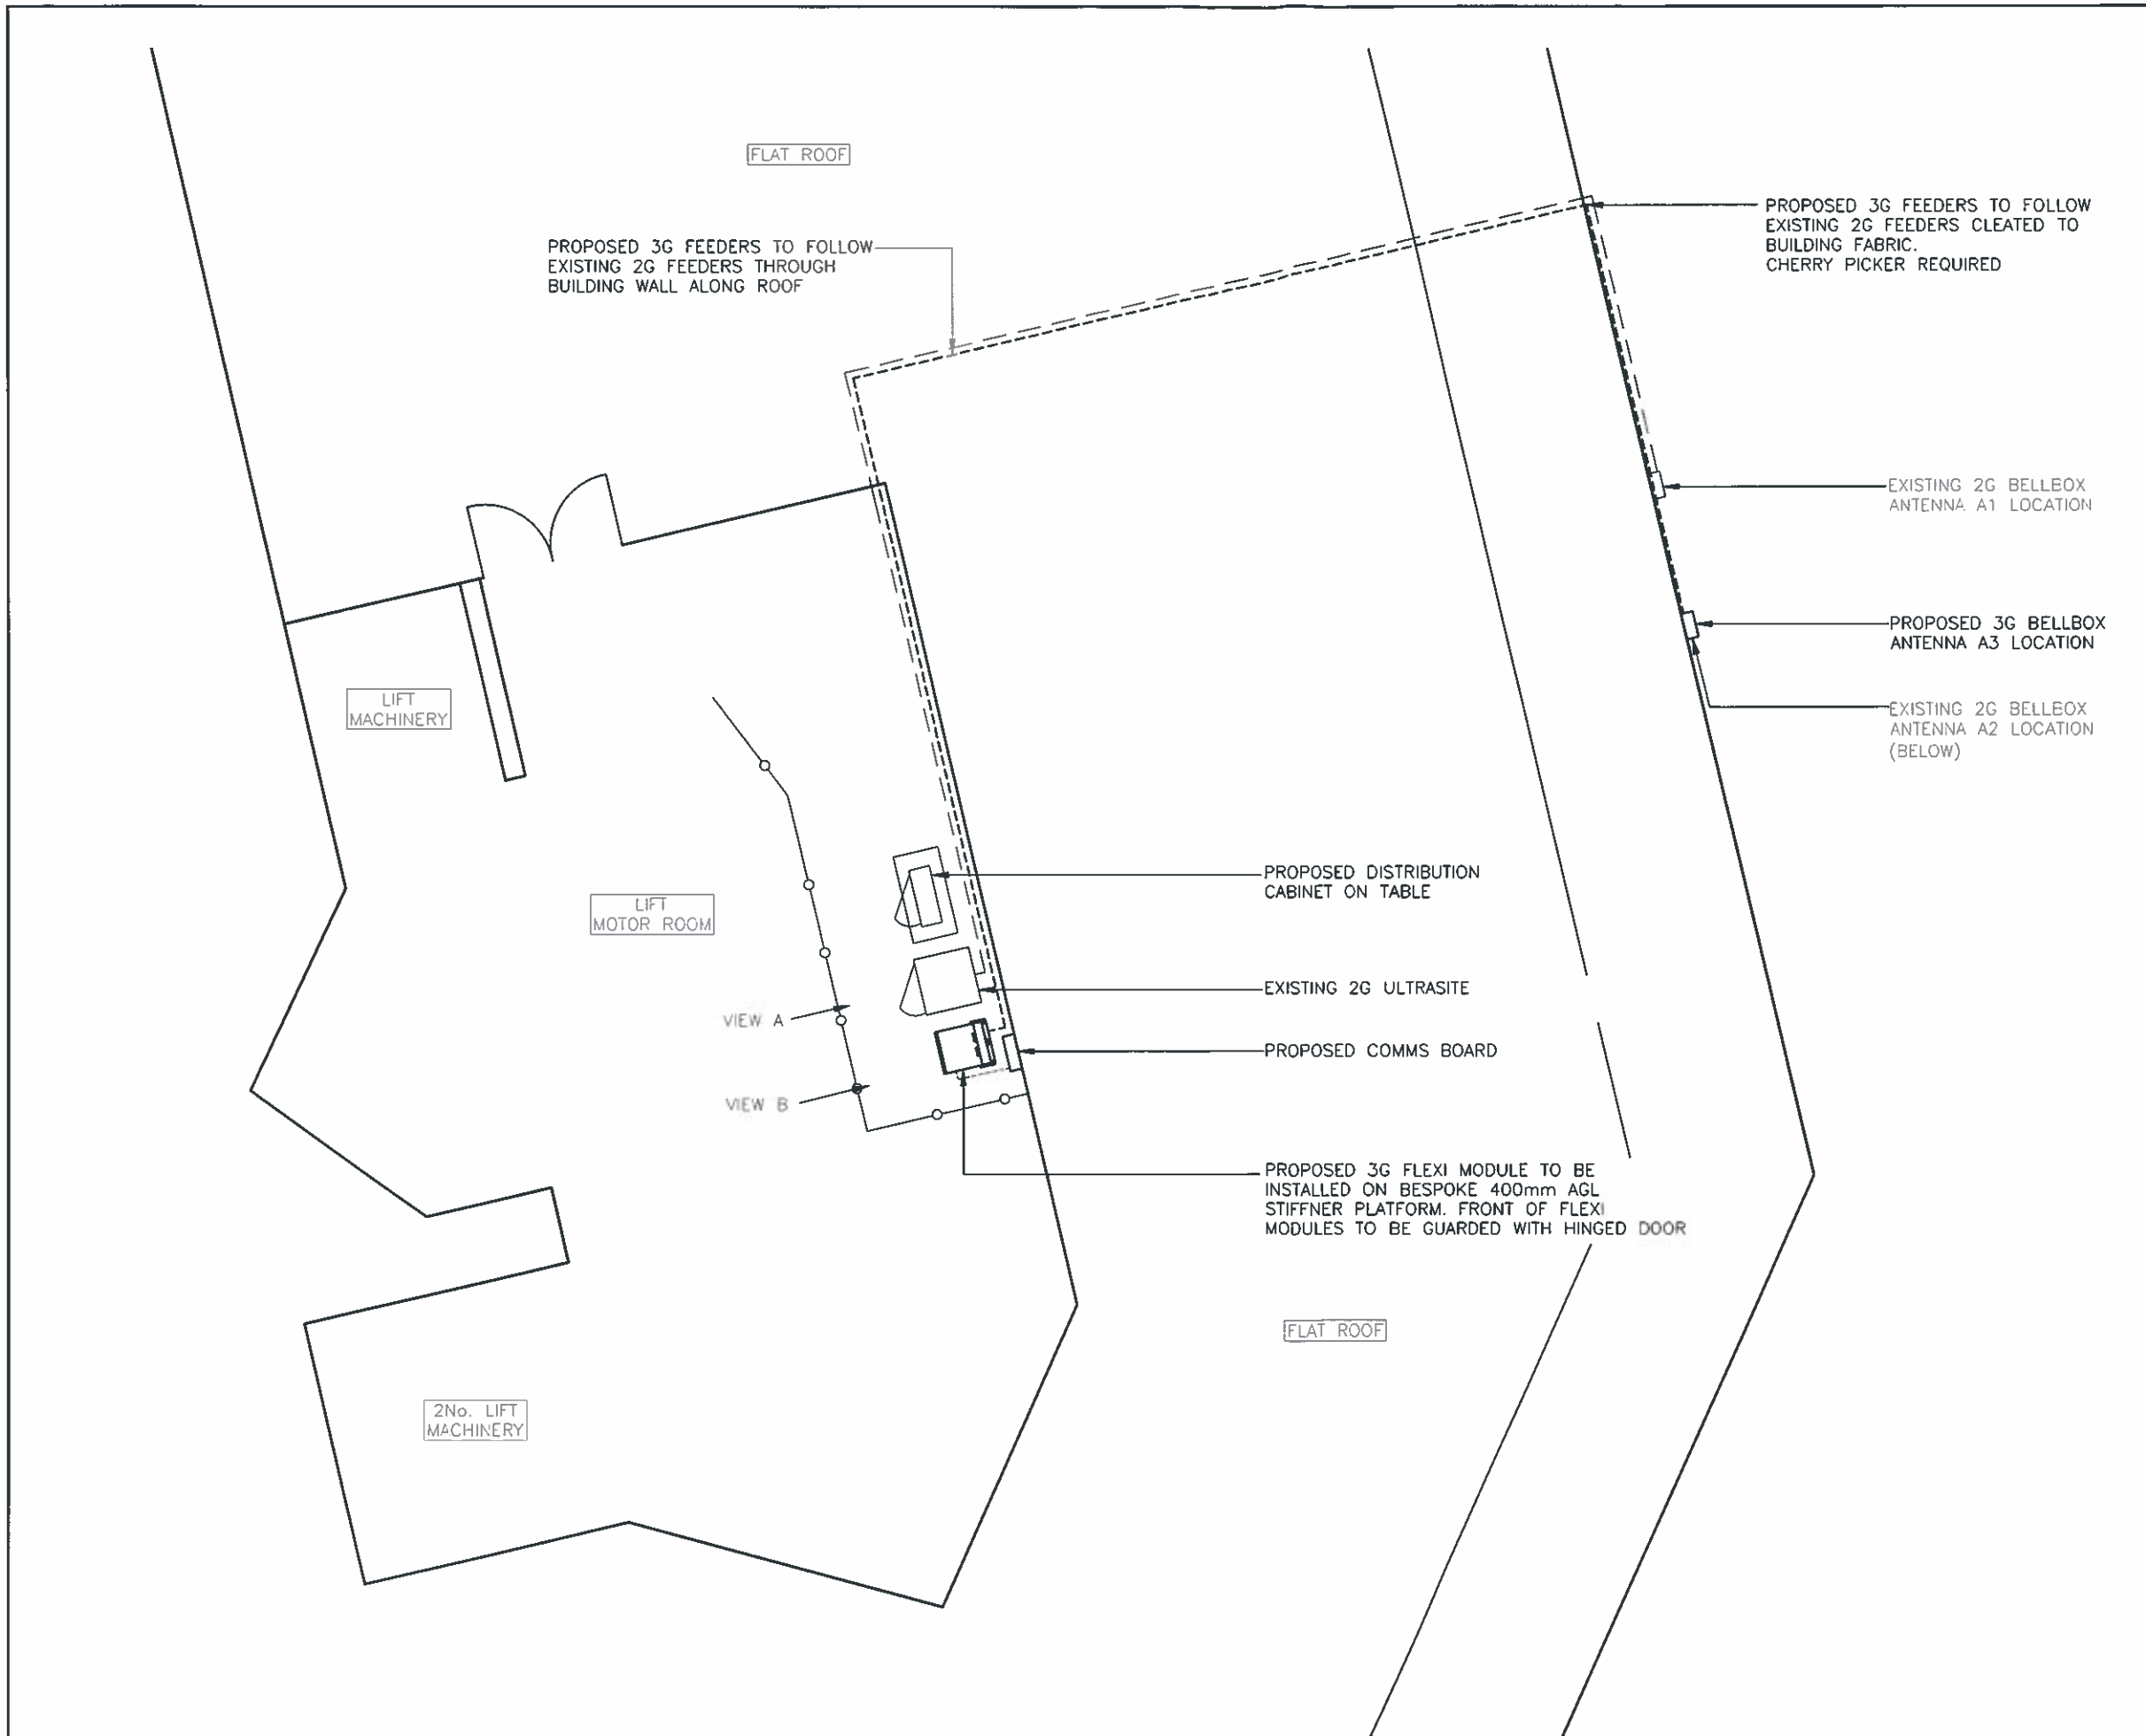 FLAT ROOF
PROPOSED 3G FEEDERS TO FOLLOW
EXISTING 2G FEEDERS THROUGH
BUILDING WALL ALONG ROOF
PROPOSED 3G FEEDERS TO FOLLOW
EXISTING 2G FEEDERS CLEATED TO
BUILDING FABRIC.
CHERRY PICKER REQUIRED
EXISTING 2G BELLBOX
ANTENNA A1 LOCATION
PROPOSED 3G BELLBOX
ANTENNA A3 LOCATION
EXISTING 2G BELLBOX
ANTENNA A2 LOCATION
(BELOW)
LIFT
MACHINERY
LIFT
MOTOR ROOM
PROPOSED DISTRIBUTION
CABINET ON TABLE
EXISTING 2G ULTRASITE
VIEW A
PROPOSED COMMS BOARD
VIEW B
PROPOSED 3G FLEXI MODULE TO BE
INSTALLED ON BESPOKE 400mm AGL
STIFFNER PLATFORM. FRONT OF FLEXI
MODULES TO BE GUARDED WITH HINGED DOOR
FLAT ROOF
2No. LIFT
MACHINERY